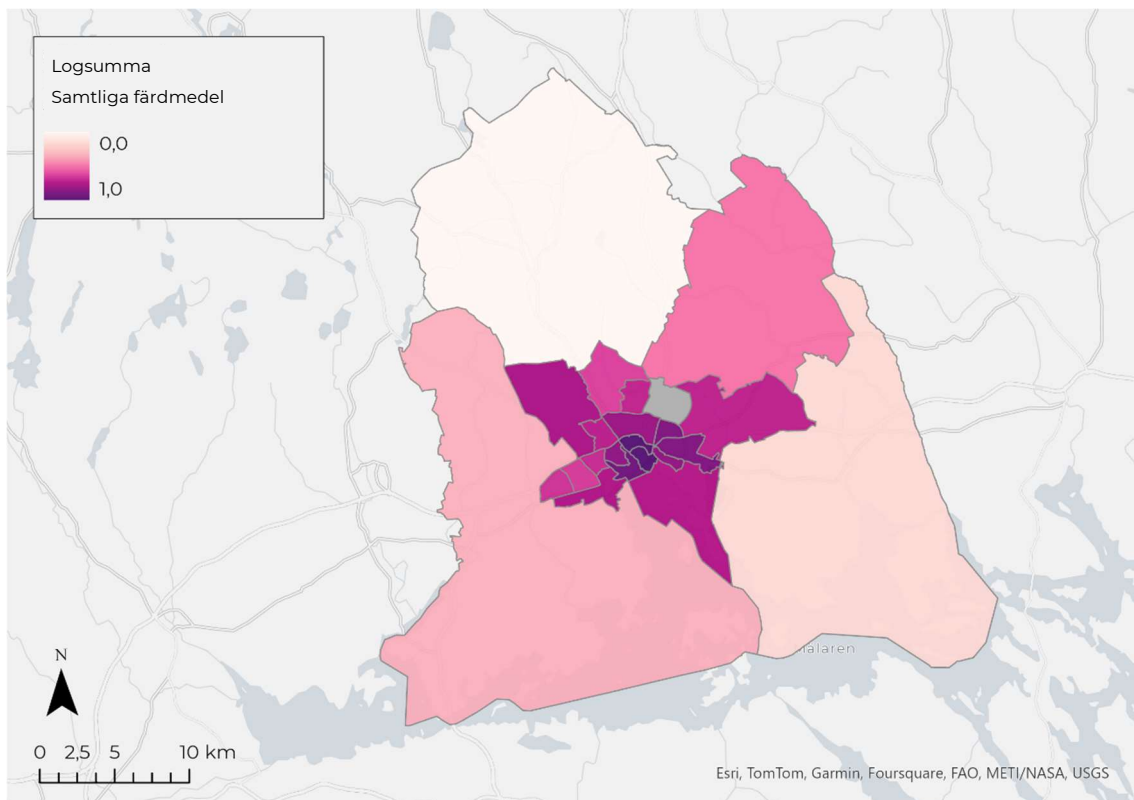 Logsumma
Samtliga färdmedel
0,0
1,0
N
0 2,5 5 10 km
Esri, TomTom, Garmin, Foursquare, FAO, METI/NASA, USGS